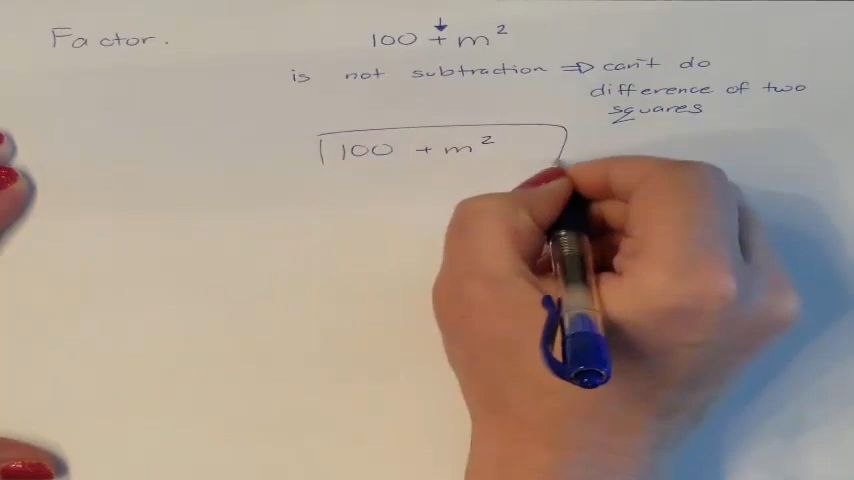 Factor. 100 + m²
is not subtraction ⇒ can't do
difference of two
squares
100 + m²